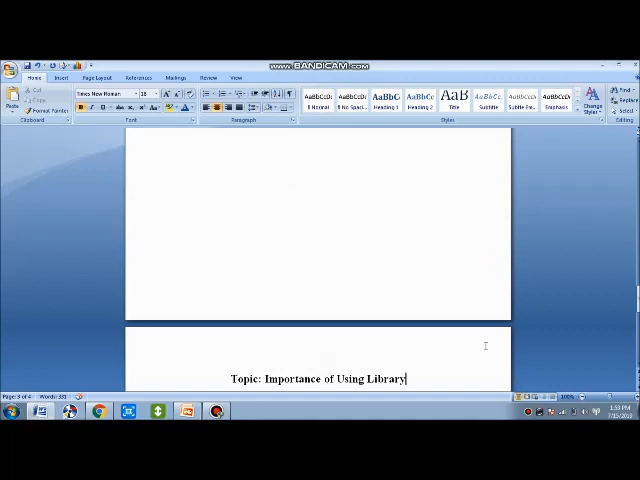 www.BANDICAM.com
Home Insert Page Layout References Mailings Review View
Paste
Cut
Copy
Format Painter
Clipboard
Times New Roman 18
Font
Paragraph
AaBbCcDc AaBbCcDc AaBbC AaBbCc AaB AaBbCc. AaBbCcDc AaBbCcDc
¶ Normal ¶ No Spaci... Heading 1 Heading 2 Title Subtitle Subtle Em... Emphasis
Change Styles
Styles
Find
Replace
Select
Editing
Topic: Importance of Using Library
Page: 3 of 4 Words: 331
100%
1:53 PM